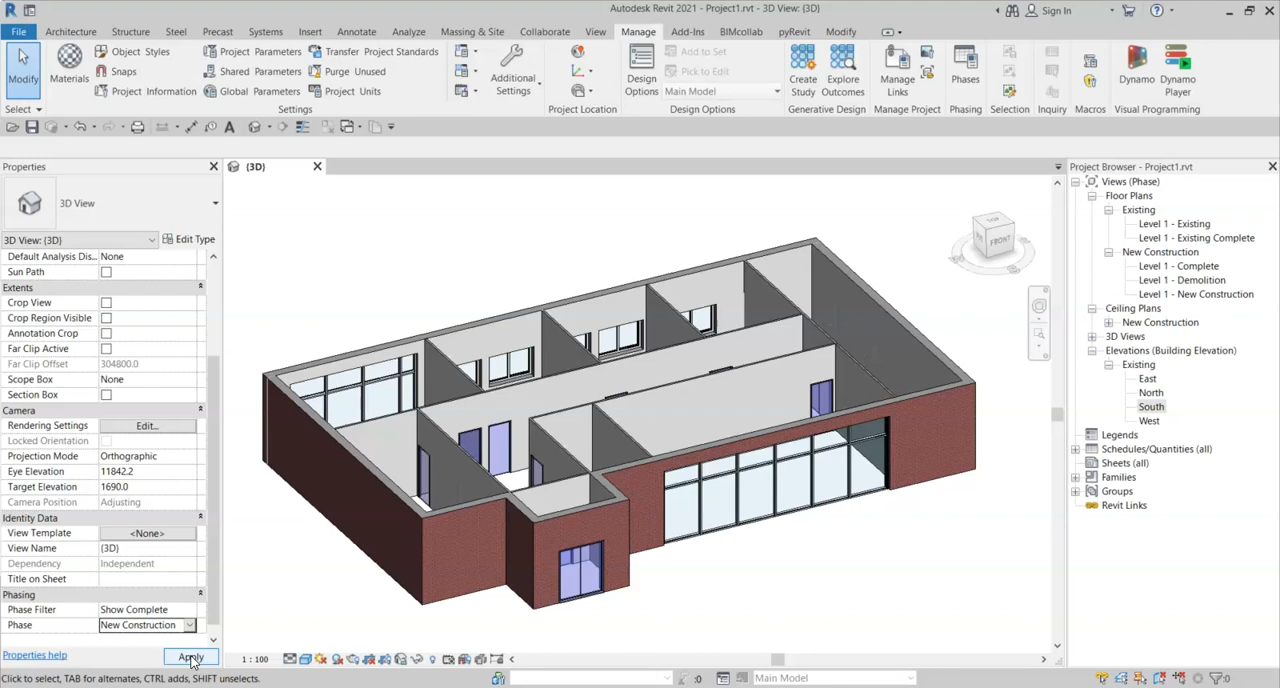 Autodesk Revit 2021 - Project1.rvt - 3D View: {3D}
Sign In
File Architecture Structure Steel Precast Systems Insert Annotate Analyze Massing & Site Collaborate View Manage Add-Ins BIMcollab pyRevit Modify
Modify
Materials
Object Styles
Snaps
Project Information
Project Parameters
Shared Parameters
Global Parameters
Transfer Project Standards
Purge Unused
Project Units
Additional
Settings
Design
Options
Add to Set
Pick to Edit
Main Model
Create
Study
Explore
Outcomes
Manage
Links
Phases
Dynamo
Dynamo
Player
Select
Settings
Project Location
Design Options
Generative Design
Manage Project
Phasing
Selection
Inquiry
Macros
Visual Programming
Properties
3D View
3D View: {3D}
Edit Type
Default Analysis Dis... None
Sun Path
Extents
Crop View
Crop Region Visible
Annotation Crop
Far Clip Active
Far Clip Offset 304800.0
Scope Box None
Section Box
Camera
Rendering Settings Edit...
Locked Orientation
Projection Mode Orthographic
Eye Elevation 11842.2
Target Elevation 1690.0
Camera Position Adjusting
Identity Data
View Template <None>
View Name {3D}
Dependency Independent
Title on Sheet
Phasing
Phase Filter Show Complete
Phase New Construction
Properties help
Apply
{3D}
FRONT
1 : 100
Project Browser - Project1.rvt
Views (Phase)
Floor Plans
Existing
Level 1 - Existing
Level 1 - Existing Complete
New Construction
Level 1 - Complete
Level 1 - Demolition
Level 1 - New Construction
Ceiling Plans
New Construction
3D Views
Elevations (Building Elevation)
Existing
East
North
South
West
Legends
Schedules/Quantities (all)
Sheets (all)
Families
Groups
Revit Links
Click to select, TAB for alternates, CTRL adds, SHIFT unselects.
:0
Main Model
:0